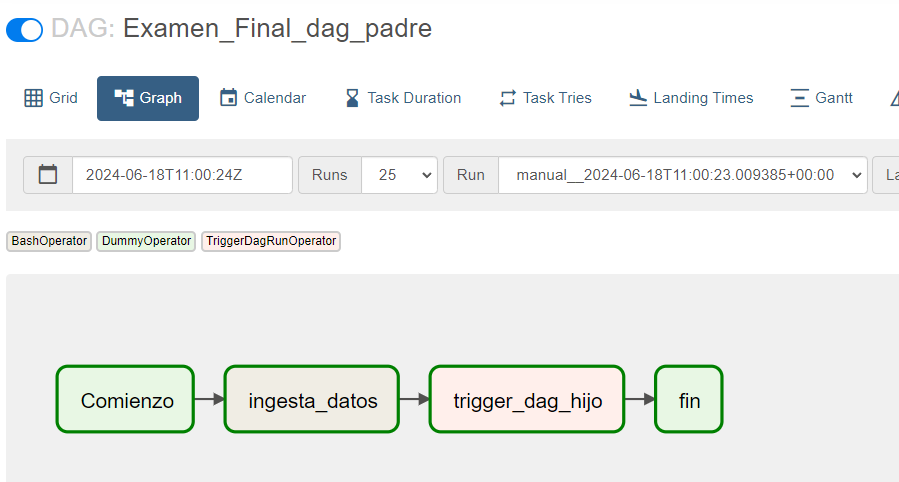 DAG: Examen_Final_dag_padre
Grid Graph Calendar Task Duration Task Tries Landing Times Gantt
2024-06-18T11:00:24Z Runs 25 Run manual__2024-06-18T11:00:23.009385+00:00 La
BashOperator DummyOperator TriggerDagRunOperator
Comienzo ingesta_datos trigger_dag_hijo fin